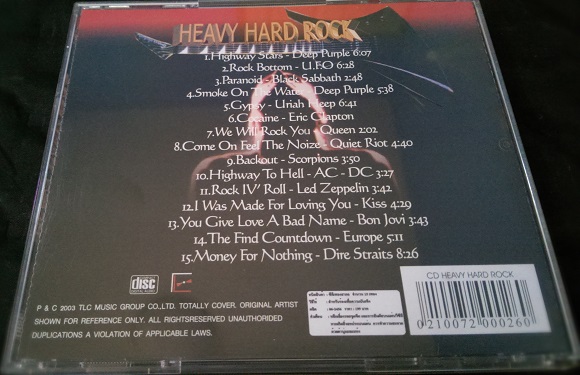 HEAVY HARD ROCK
1.Highway Stars - Deep Purple 6:07
2.Rock Bottom - U.F.O 6:28
3.Paranoid - Black Sabbath 2:48
4.Smoke On The Water - Deep Purple 5:38
5.Gypsy - Uriah Heep 6:41
6.Cocaine - Eric Clapton
7.We Will Rock You - Queen 2:02
8.Come On Feel The Noize - Quiet Riot 4:40
9.Backout - Scorpions 3:50
10.Highway To Hell - AC - DC 3:27
11.Rock IV' Roll - Led Zeppelin 3:42
12.I Was Made For Loving You - Kiss 4:29
13.You Give Love A Bad Name - Bon Jovi 3:43
14.The Find Countdown - Europe 5:11
15.Money For Nothing - Dire Straits 8:26
disc
P & C 2003 TLC MUSIC GROUP CO.,LTD. TOTALLY COVER. ORIGINAL ARTIST
SHOWN FOR REFERENCE ONLY. ALL RIGHTSRESERVED UNAUTHORIDED
DUPLICATIONS A VIOLATION OF APPLICABLE LAWS.
CD HEAVY HARD ROCK
0210072 000260